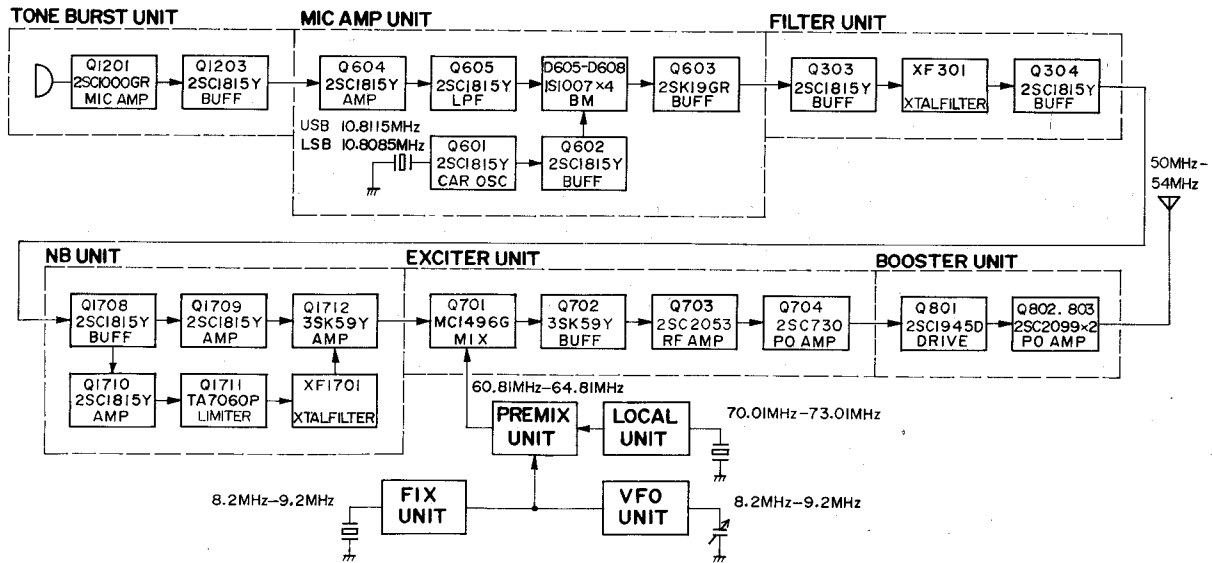 TONE BURST UNIT
MIC AMP UNIT
FILTER UNIT
Q1201
2SC1000GR
MIC AMP
Q1203
2SC1815Y
BUFF
Q604
2SC1815Y
AMP
Q605
2SC1815Y
LPF
D605-D608
1S1007×4
BM
Q603
2SK19GR
BUFF
Q303
2SC1815Y
BUFF
XF301
XTALFILTER
Q304
2SC1815Y
BUFF
USB 10.8115MHz
LSB 10.8085MHz
Q601
2SC1815Y
CAR OSC
Q602
2SC1815Y
BUFF
50MHz-
54MHz
NB UNIT
EXCITER UNIT
BOOSTER UNIT
Q1708
2SC1815Y
BUFF
Q1709
2SC1815Y
AMP
Q1712
3SK59Y
AMP
Q701
MC1496G
MIX
Q702
3SK59Y
BUFF
Q703
2SC2053
RF AMP
Q704
2SC730
PO AMP
Q801
2SC1945D
DRIVE
Q802. 803
2SC2099×2
PO AMP
Q1710
2SC1815Y
AMP
Q1711
TA7060P
LIMITER
XF1701
XTALFILTER
60.81MHz-64.81MHz
PREMIX
UNIT
LOCAL
UNIT
70.01MHz-73.01MHz
8.2MHz-9.2MHz
FIX
UNIT
VFO
UNIT
8.2MHz-9.2MHz